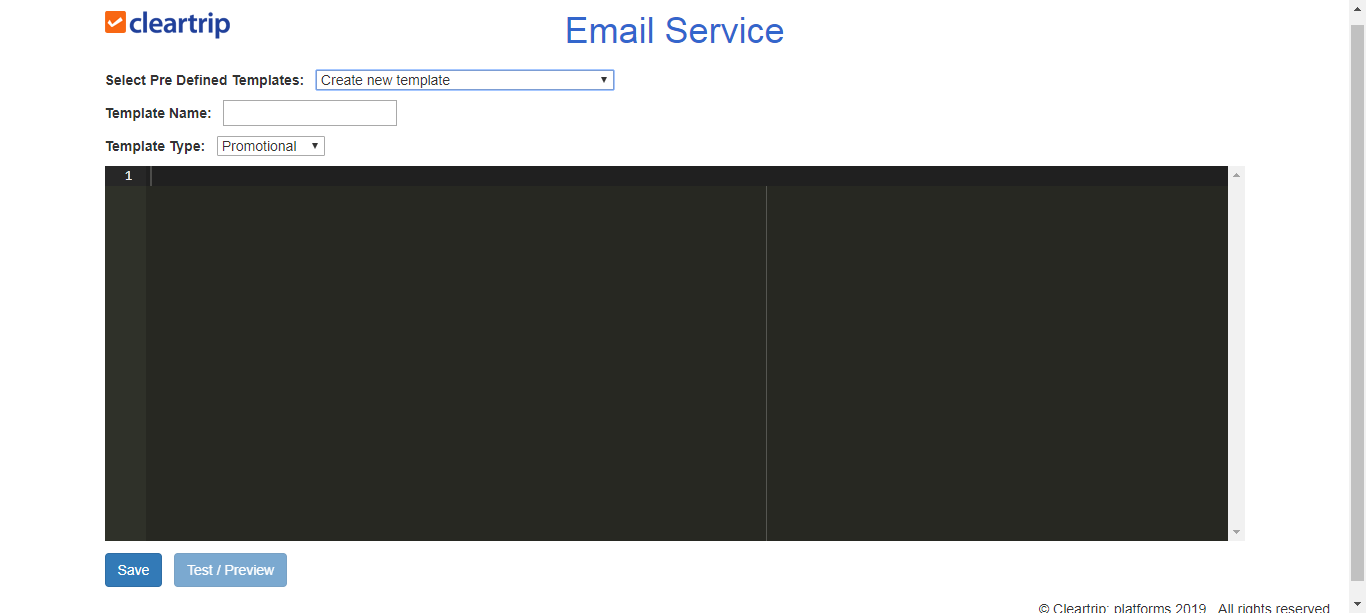 cleartrip
Email Service
Select Pre Defined Templates: Create new template
Template Name:
Template Type: Promotional
1
Save Test / Preview
© Cleartrip: platforms 2019 All rights reserved